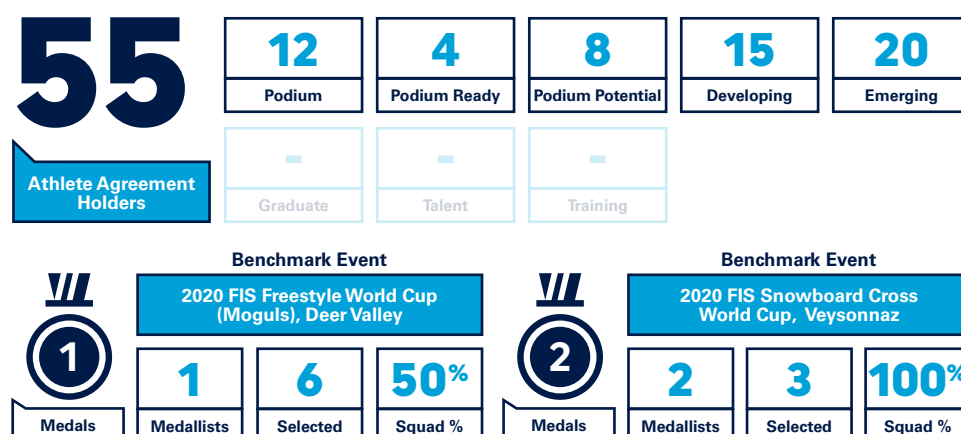 55
Athlete Agreement
Holders
12
Podium
4
Podium Ready
8
Podium Potential
15
Developing
20
Emerging
-
Graduate
-
Talent
-
Training
Benchmark Event
2020 FIS Freestyle World Cup
(Moguls), Deer Valley
1
Medals
1
Medallists
6
Selected
50%
Squad %
Benchmark Event
2020 FIS Snowboard Cross
World Cup, Veysonnaz
2
Medals
2
Medallists
3
Selected
100%
Squad %